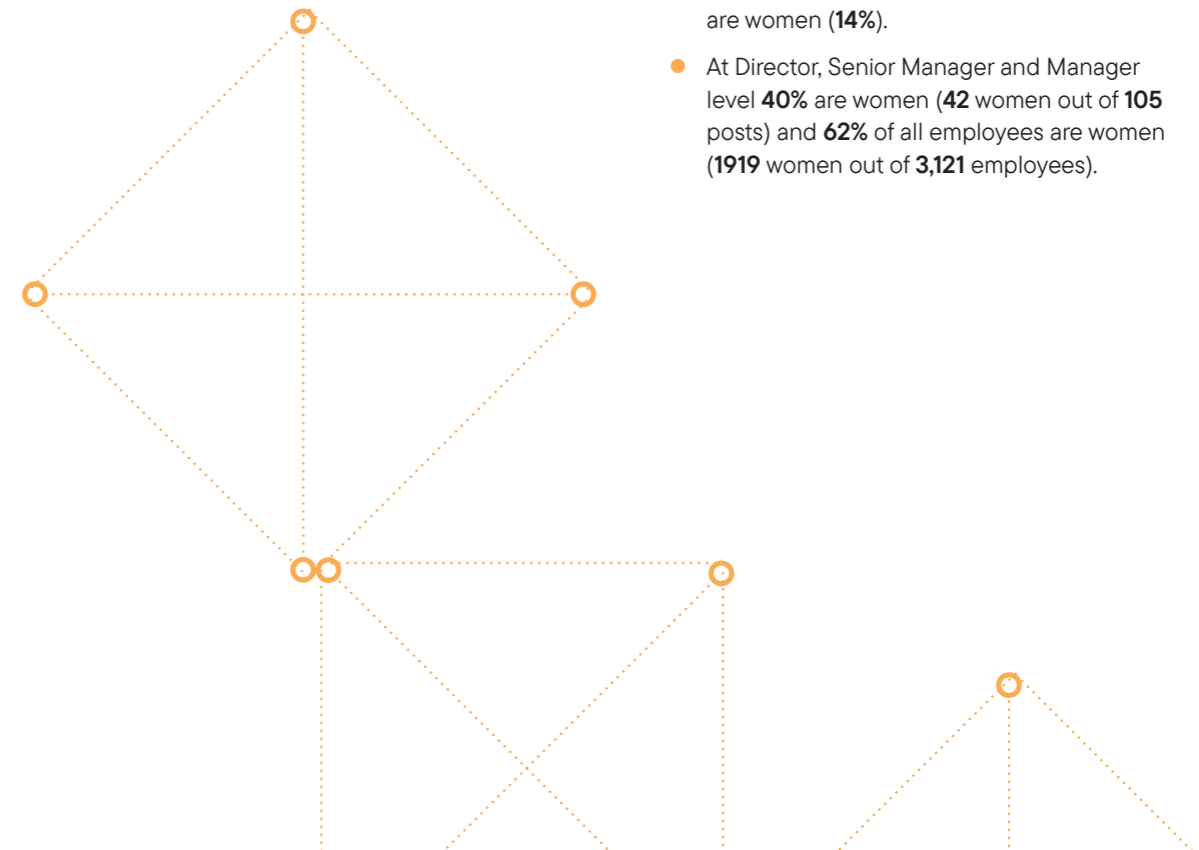 are women (14%).
At Director, Senior Manager and Manager
level 40% are women (42 women out of 105
posts) and 62% of all employees are women
(1919 women out of 3,121 employees).